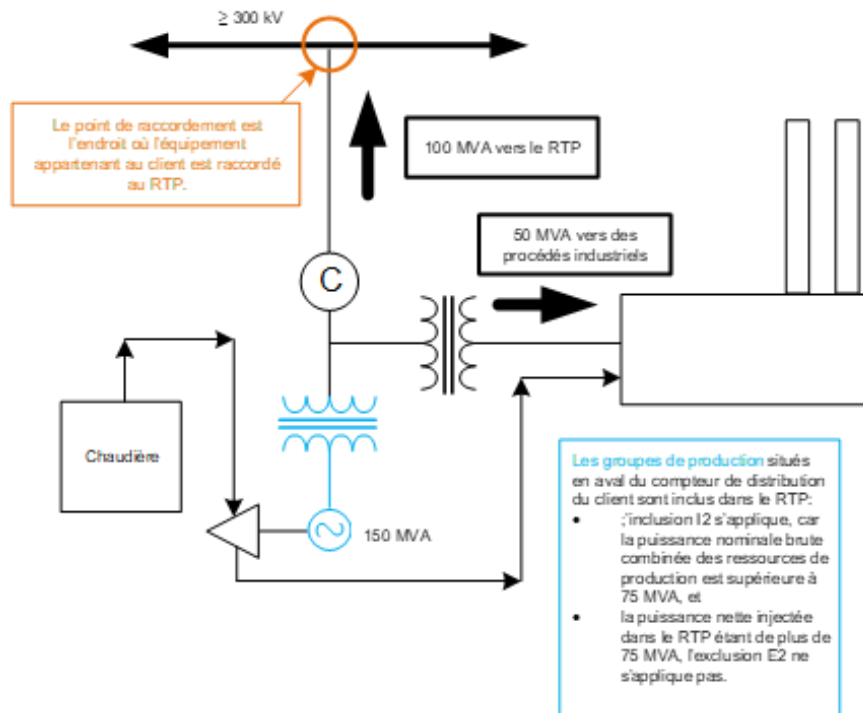 ≥ 300 kV
Le point de raccordement est
l'endroit où l'équipement
appartenant au client est raccordé
au RTP.
100 MVA vers le RTP
50 MVA vers des
procédés industriels
C
Chaudière
150 MVA
Les groupes de production situés
en aval du compteur de distribution
du client sont inclus dans le RTP:
• ;'inclusion I2 s'applique, car
la puissance nominale brute
combinée des ressources de
production est supérieure à
75 MVA, et
• la puissance nette injectée
dans le RTP étant de plus de
75 MVA, l'exclusion E2 ne
s'applique pas.